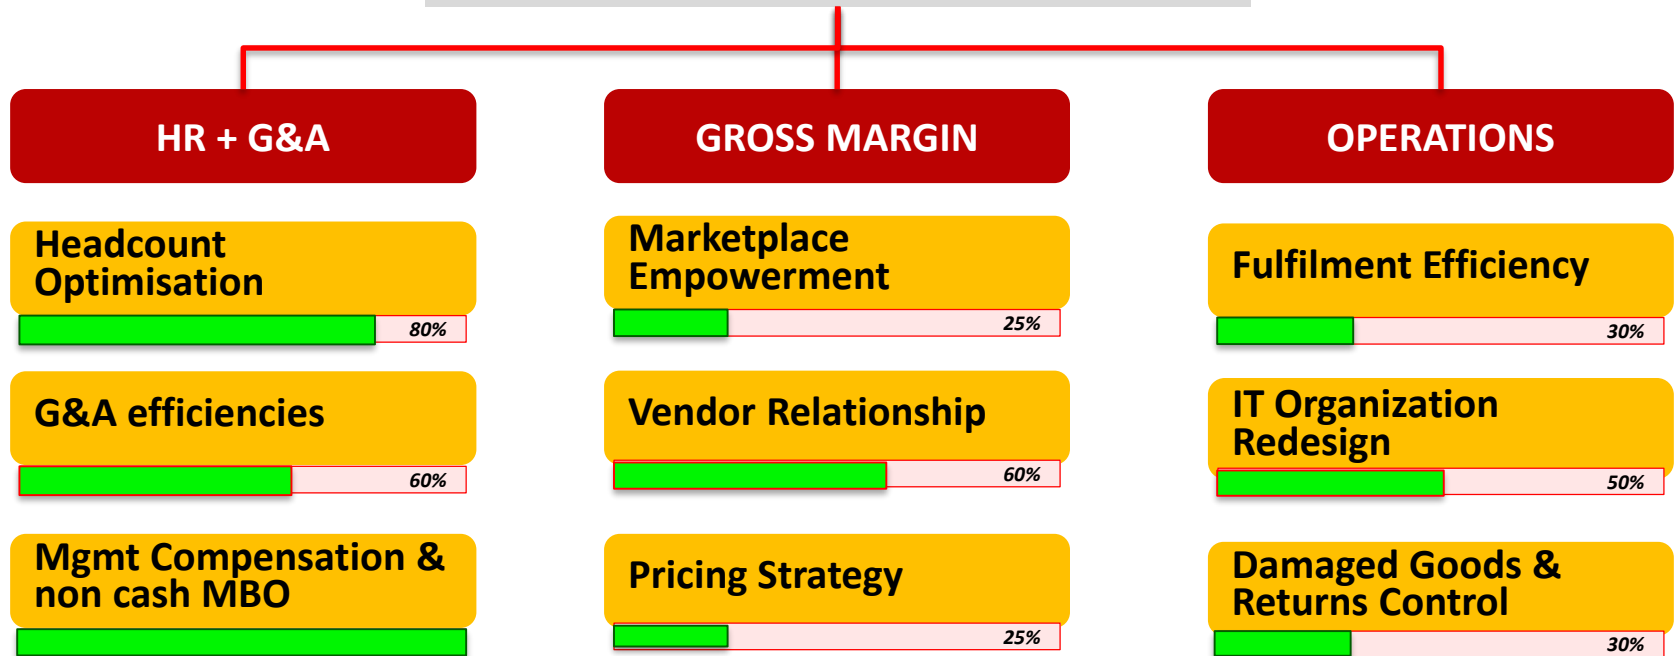 HR + G&A
Headcount
Optimisation
80%
G&A efficiencies
60%
Mgmt Compensation &
non cash MBO
GROSS MARGIN
Marketplace
Empowerment
25%
Vendor Relationship
60%
Pricing Strategy
25%
OPERATIONS
Fulfilment Efficiency
30%
IT Organization
Redesign
50%
Damaged Goods &
Returns Control
30%